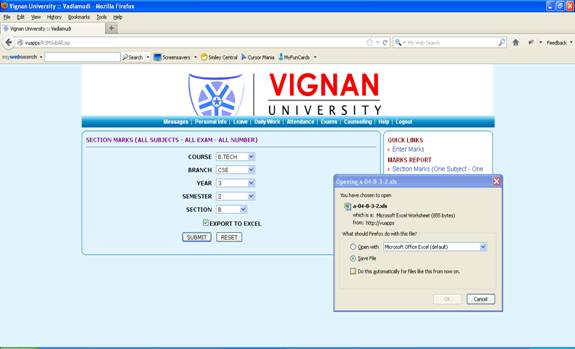 Vignan University :: Vadlamudi - Mozilla Firefox
File Edit View History Bookmarks Tools Help
Vignan University :: Vadlamudi
My Web Search
Feedback
mywebsearch Search Screensavers Smiley Central Cursor Mania MyFunCards
VIGNAN
UNIVERSITY
Messages | Personal Info | Leave | Daily Work | Attendance | Exams | Counselling | Help | Logout
SECTION MARKS (ALL SUBJECTS - ALL EXAM - ALL NUMBER)
COURSE B.TECH
BRANCH CSE
YEAR 3
SEMESTER 2
SECTION B
EXPORT TO EXCEL
SUBMIT RESET
QUICK LINKS
Enter Marks
MARKS REPORT
Section Marks (One Subject - One
Opening a-04-B-3-2.xls
You have chosen to open
a-04-B-3-2.xls
which is a: Microsoft Excel Worksheet (855 bytes)
from: http://vuapps
What should Firefox do with this file?
Open with Microsoft Office Excel (default)
Save File
Do this automatically for files like this from now on.
OK Cancel